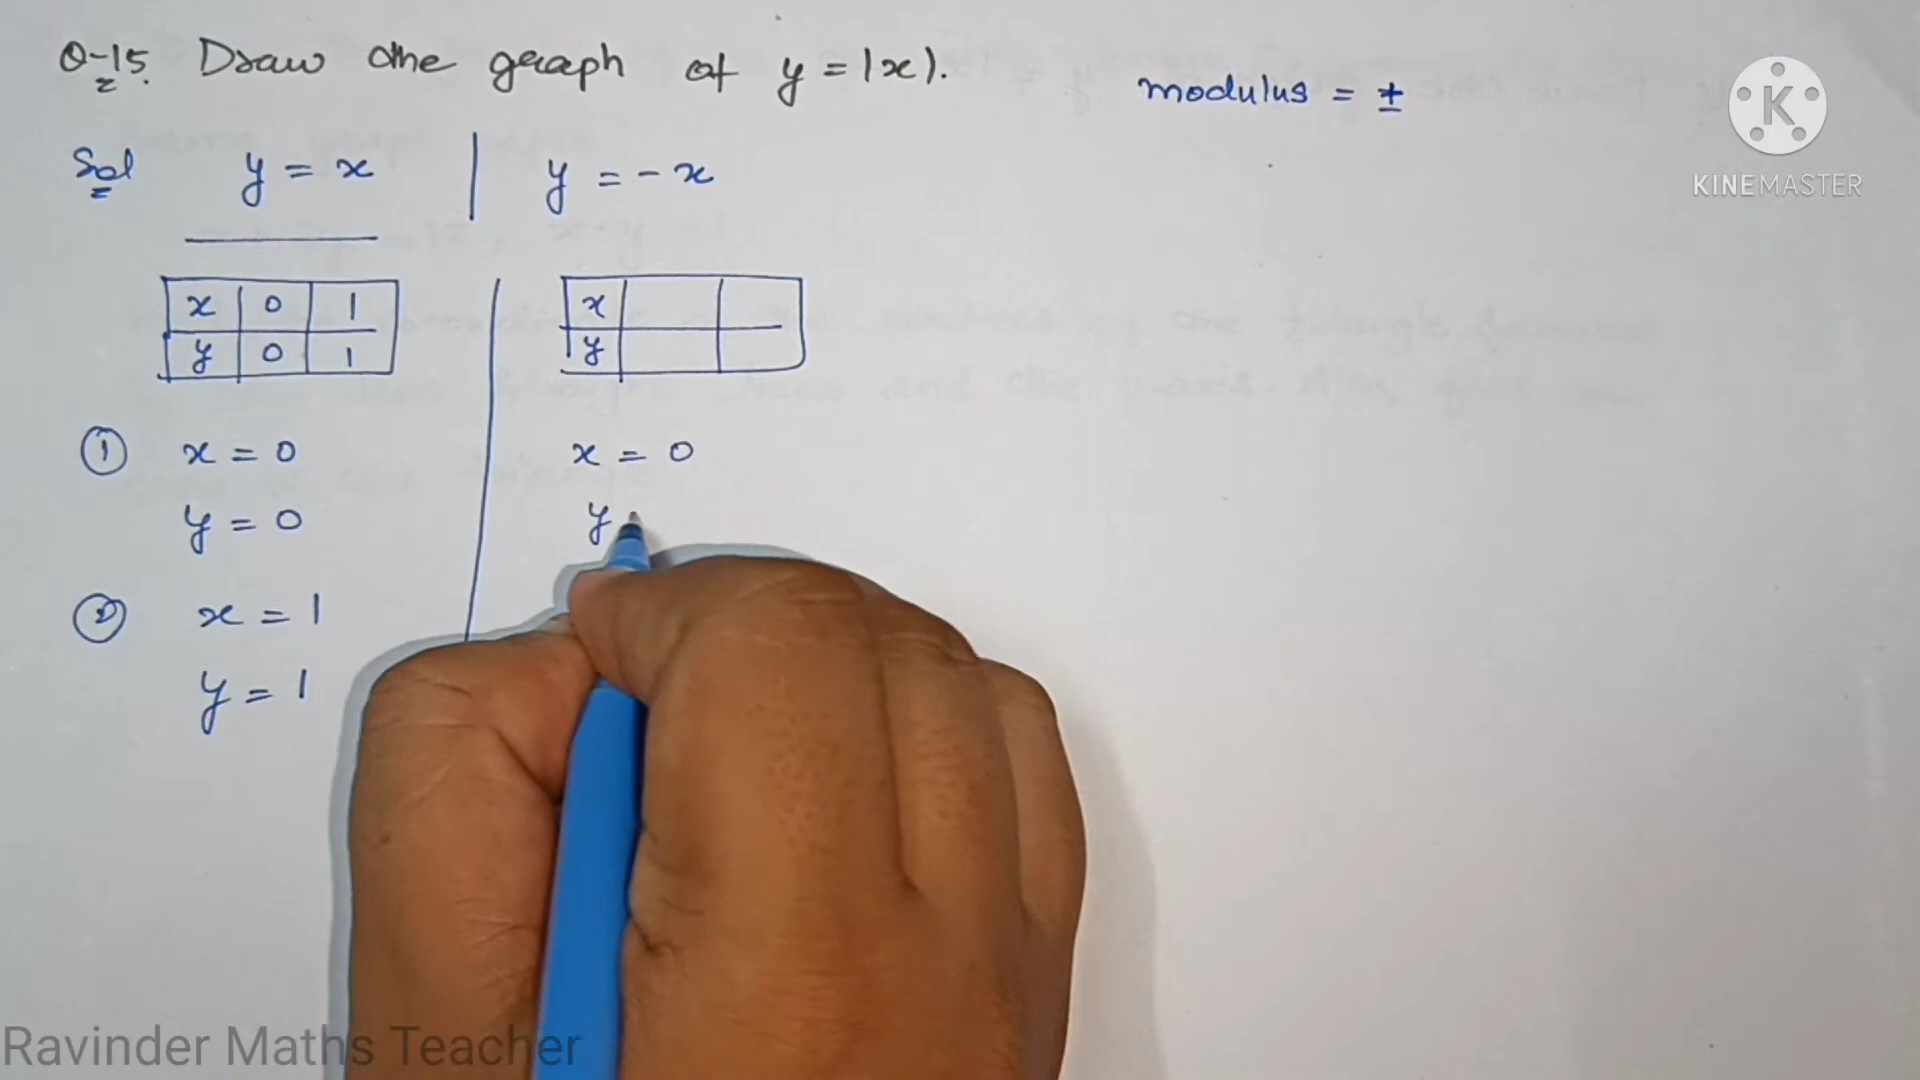 Q-15. Draw the graph of y = |x|.
modulus = ±
KINEMASTER
Sol y = x | y = - x
x 0 1
y 0 1
x
y
① x = 0
y = 0
② x = 1
y = 1
x = 0
y
Ravinder Maths Teacher